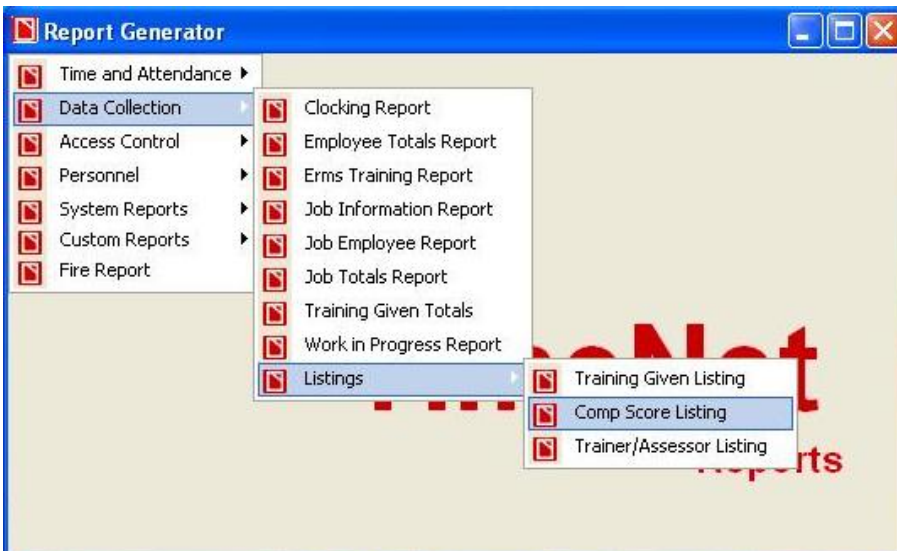 Report Generator
Time and Attendance
Data Collection
Access Control
Personnel
System Reports
Custom Reports
Fire Report
Clocking Report
Employee Totals Report
Erms Training Report
Job Information Report
Job Employee Report
Job Totals Report
Training Given Totals
Work in Progress Report
Listings
Training Given Listing
Comp Score Listing
Trainer/Assessor Listing